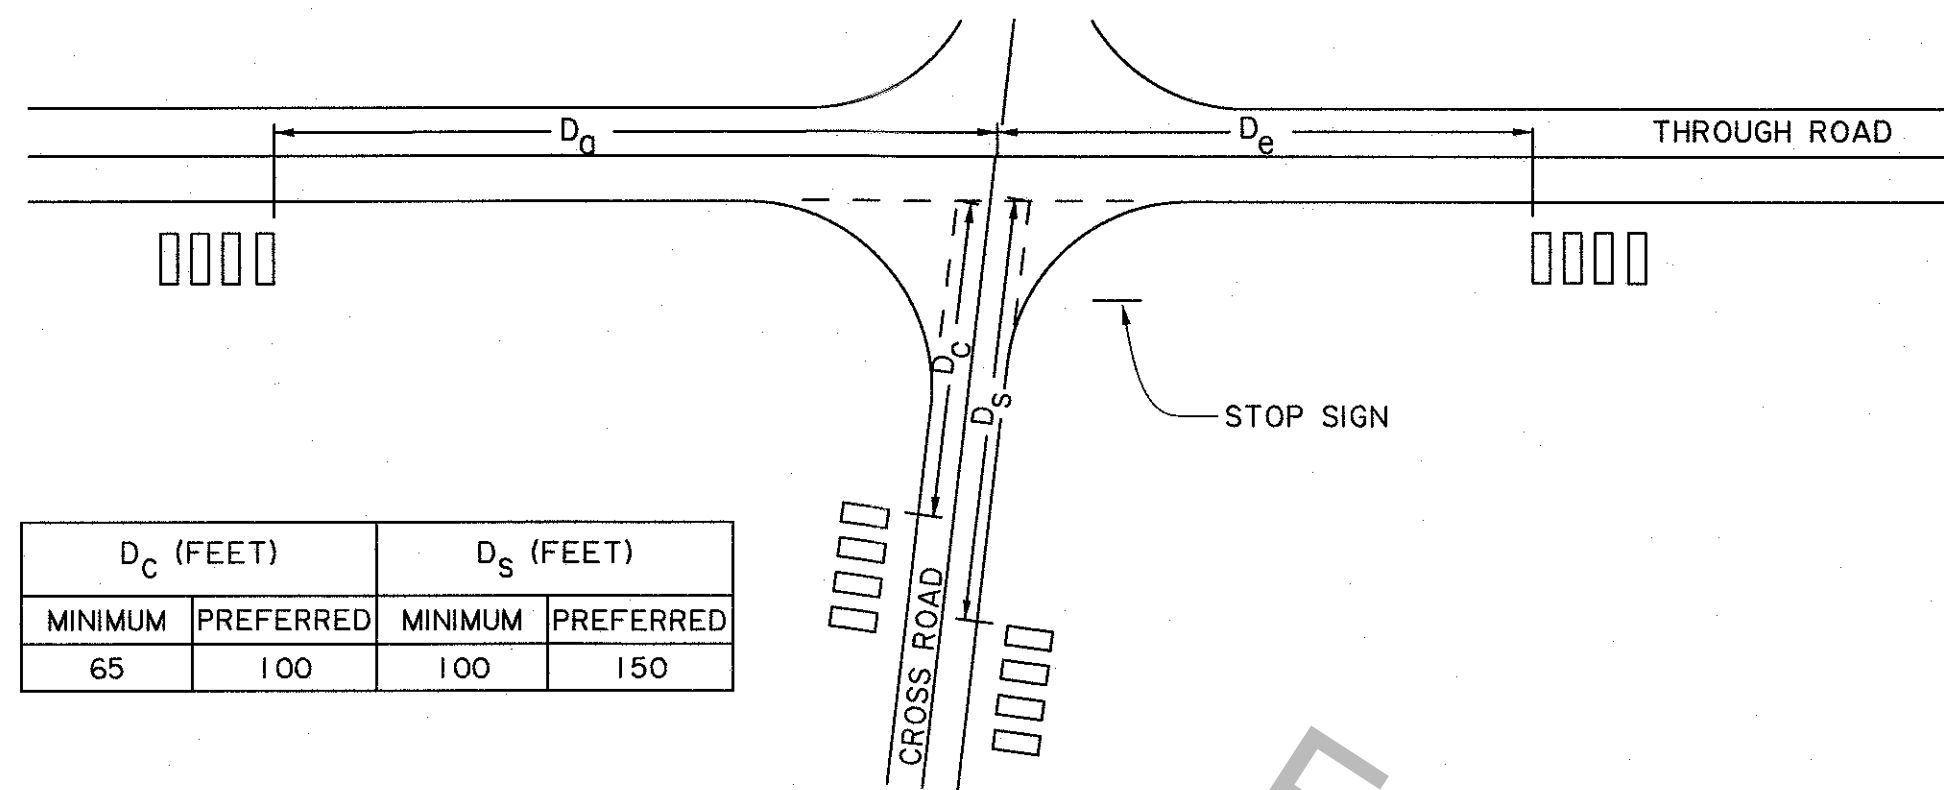 Da
De
THROUGH ROAD
Dc
Ds
STOP SIGN
CROSS ROAD
DC (FEET) DS (FEET)
MINIMUM PREFERRED MINIMUM PREFERRED
65 100 100 150